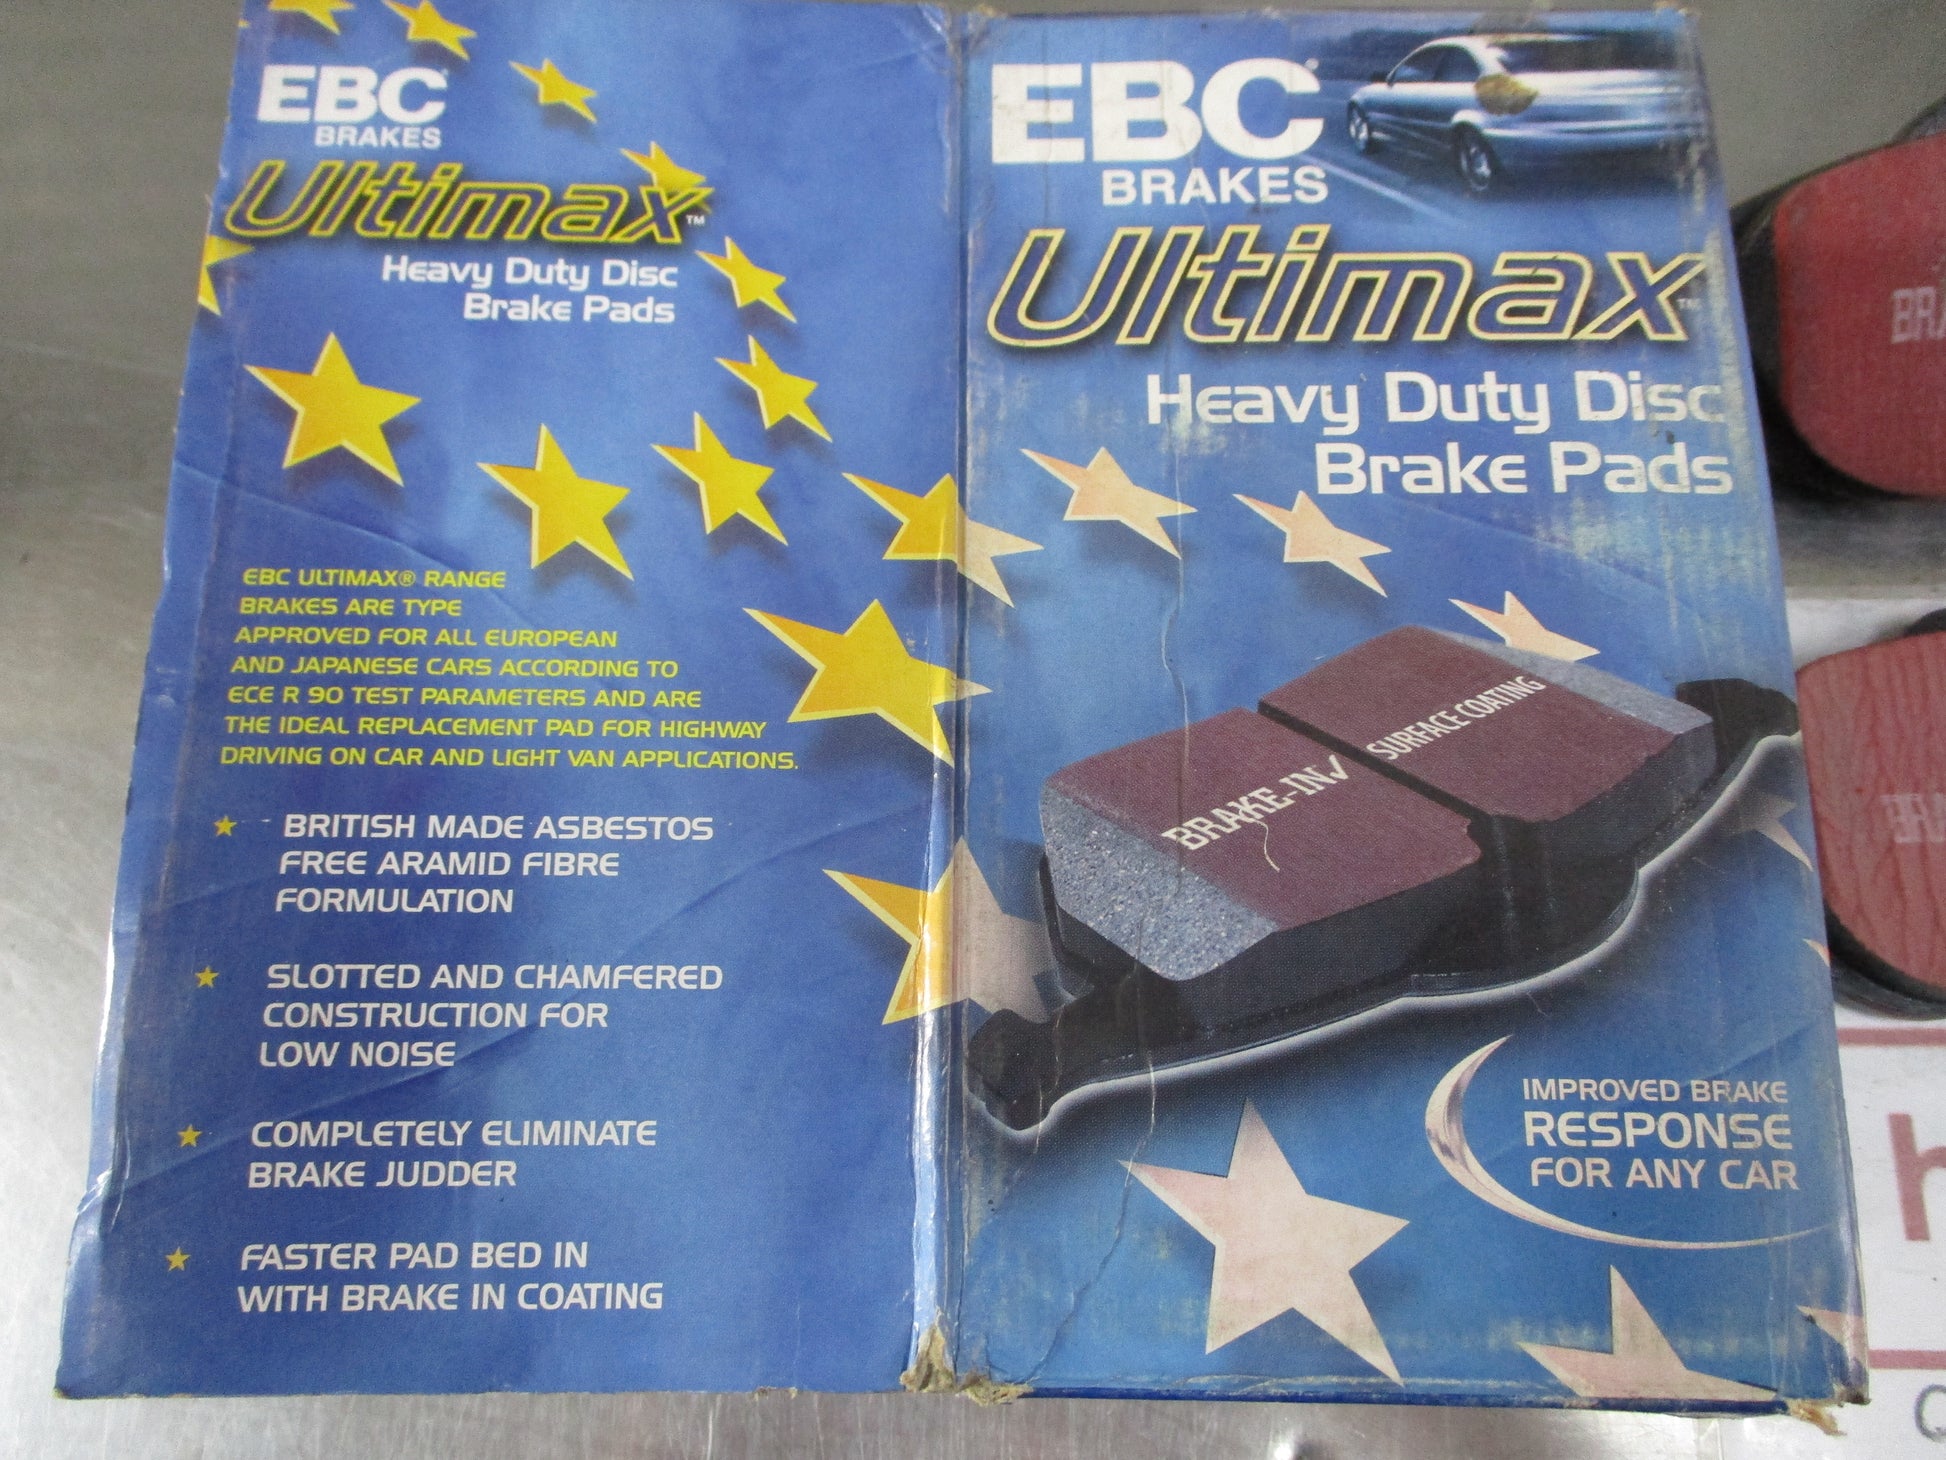 EBC
BRAKES
Ultimax™
Heavy Duty Disc
Brake Pads
EBC ULTIMAX® RANGE
BRAKES ARE TYPE
APPROVED FOR ALL EUROPEAN
AND JAPANESE CARS ACCORDING TO
ECE R 90 TEST PARAMETERS AND ARE
THE IDEAL REPLACEMENT PAD FOR HIGHWAY
DRIVING ON CAR AND LIGHT VAN APPLICATIONS.
BRITISH MADE ASBESTOS
FREE ARAMID FIBRE
FORMULATION
SLOTTED AND CHAMFERED
CONSTRUCTION FOR
LOW NOISE
COMPLETELY ELIMINATE
BRAKE JUDDER
FASTER PAD BED IN
WITH BRAKE IN COATING
EBC
BRAKES
Ultimax™
Heavy Duty Disc
Brake Pads
BRAKE-IN✓
SURFACE COATING
IMPROVED BRAKE
RESPONSE
FOR ANY CAR